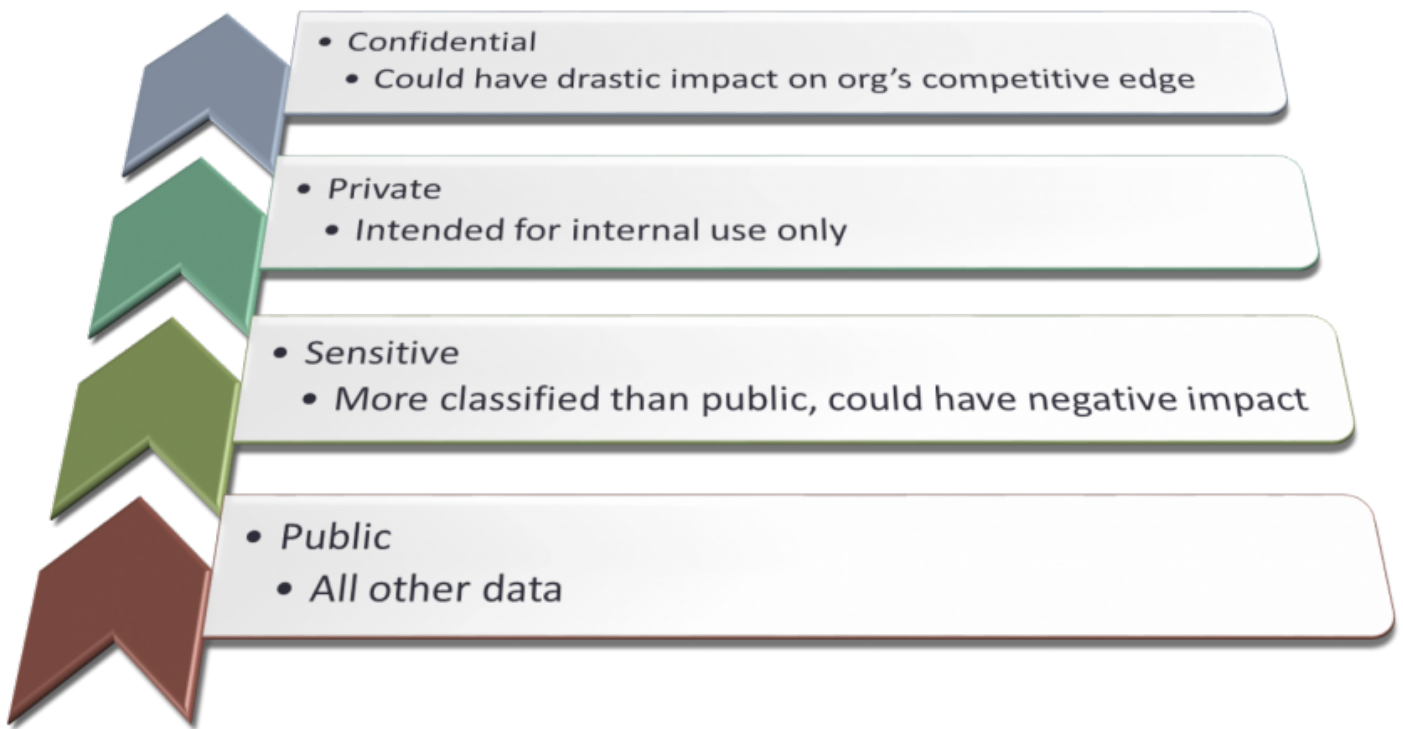 • Confidential
• Could have drastic impact on org’s competitive edge
• Private
• Intended for internal use only
• Sensitive
• More classified than public, could have negative impact
• Public
• All other data